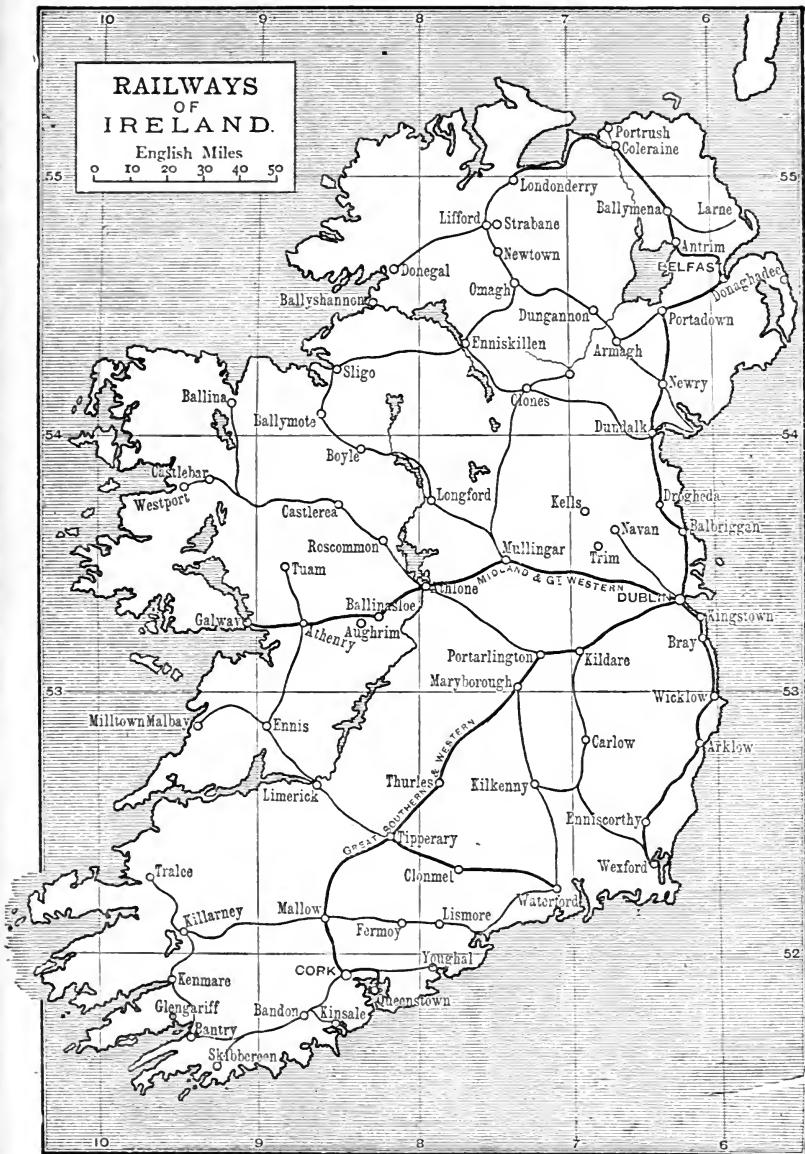 10
9
8
7
6
RAILWAYS
OF
IRELAND.
English Miles
0 10 20 30 40 50
Portrush
Coleraine
55
55
Londonderry
Ballymena
Larne
Lifford
Strabane
Antrim
Newtown
BELFAST
Donegal
Donaghadee
Omagh
Ballyshannon
Dungannon
Portadown
Enniskillen
Armagh
Sligo
Newry
Ballina
Clones
Ballymote
54
Dundalk
54
Boyle
Castlebar
Westport
Longford
Kells
Drogheda
Castlerea
Navan
Balbriggan
Roscommon
Mullingar
Trim
Tuam
Athlone
MIDLAND & GT WESTERN
DUBLIN
Ballinasloe
Kingstown
Galway
Athenry
Aughrim
Bray
Portarlington
Kildare
Maryborough
53
53
Wicklow
Milltown Malbay
Ennis
Carlow
Arklow
GREAT SOUTHERN & WESTERN
Limerick
Thurles
Kilkenny
Enniscorthy
Tipperary
Tralee
Clonmel
Wexford
Waterford
Killarney
Mallow
Fermoy
Lismore
52
52
CORK
Youghal
Kenmare
Queenstown
Glengariff
Bandon
Kinsale
Bantry
Skibbereen
10
9
8
7
6